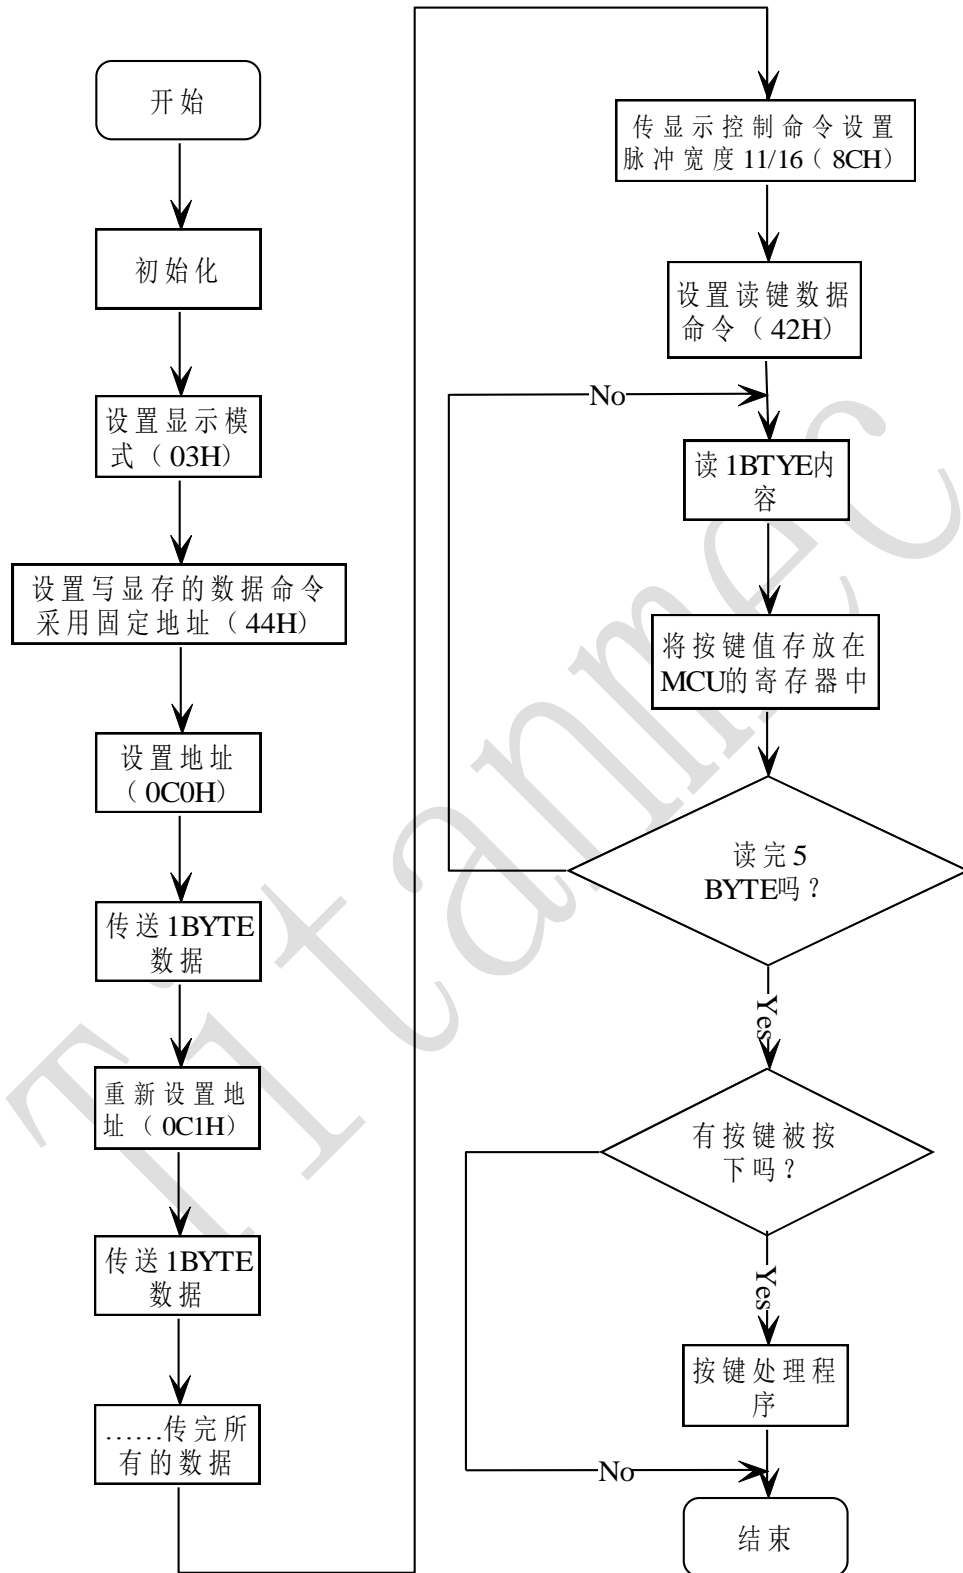 开始
初始化
设置显示模
式（03H）
设置写显存的数据命令
采用固定地址（44H）
设置地址
（0C0H）
传送1BYTE
数据
重新设置地
址（0C1H）
传送1BYTE
数据
……传完所
有的数据
传显示控制命令设置
脉冲宽度11/16（8CH）
设置读键数据
命令（42H）
No
读1BTYE内
容
将按键值存放在
MCU的寄存器中
读完5
BYTE吗？
Yes
有按键被按
下吗？
Yes
按键处理程
序
No
结束
Titanmec